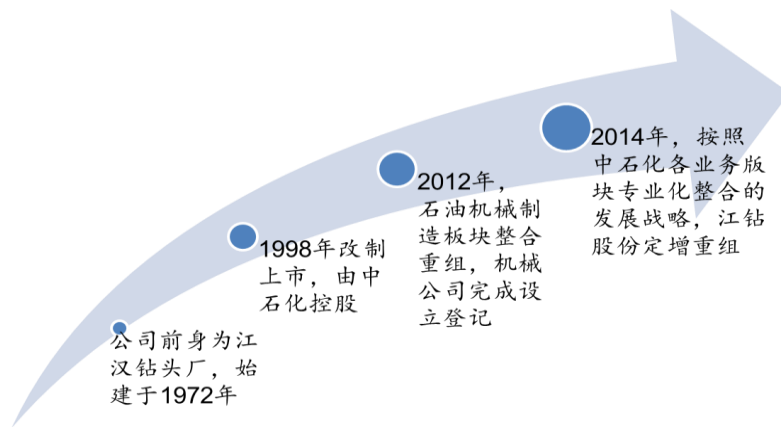 公司前身为江
汉钻头厂，始
建于1972年
1998年改制
上市，由中
石化控股
2012年，
石油机械制
造板块整合
重组，机械
公司完成设
立登记
2014年，按照
中石化各业务版
块专业化整合的
发展战略，江钻
股份定增重组